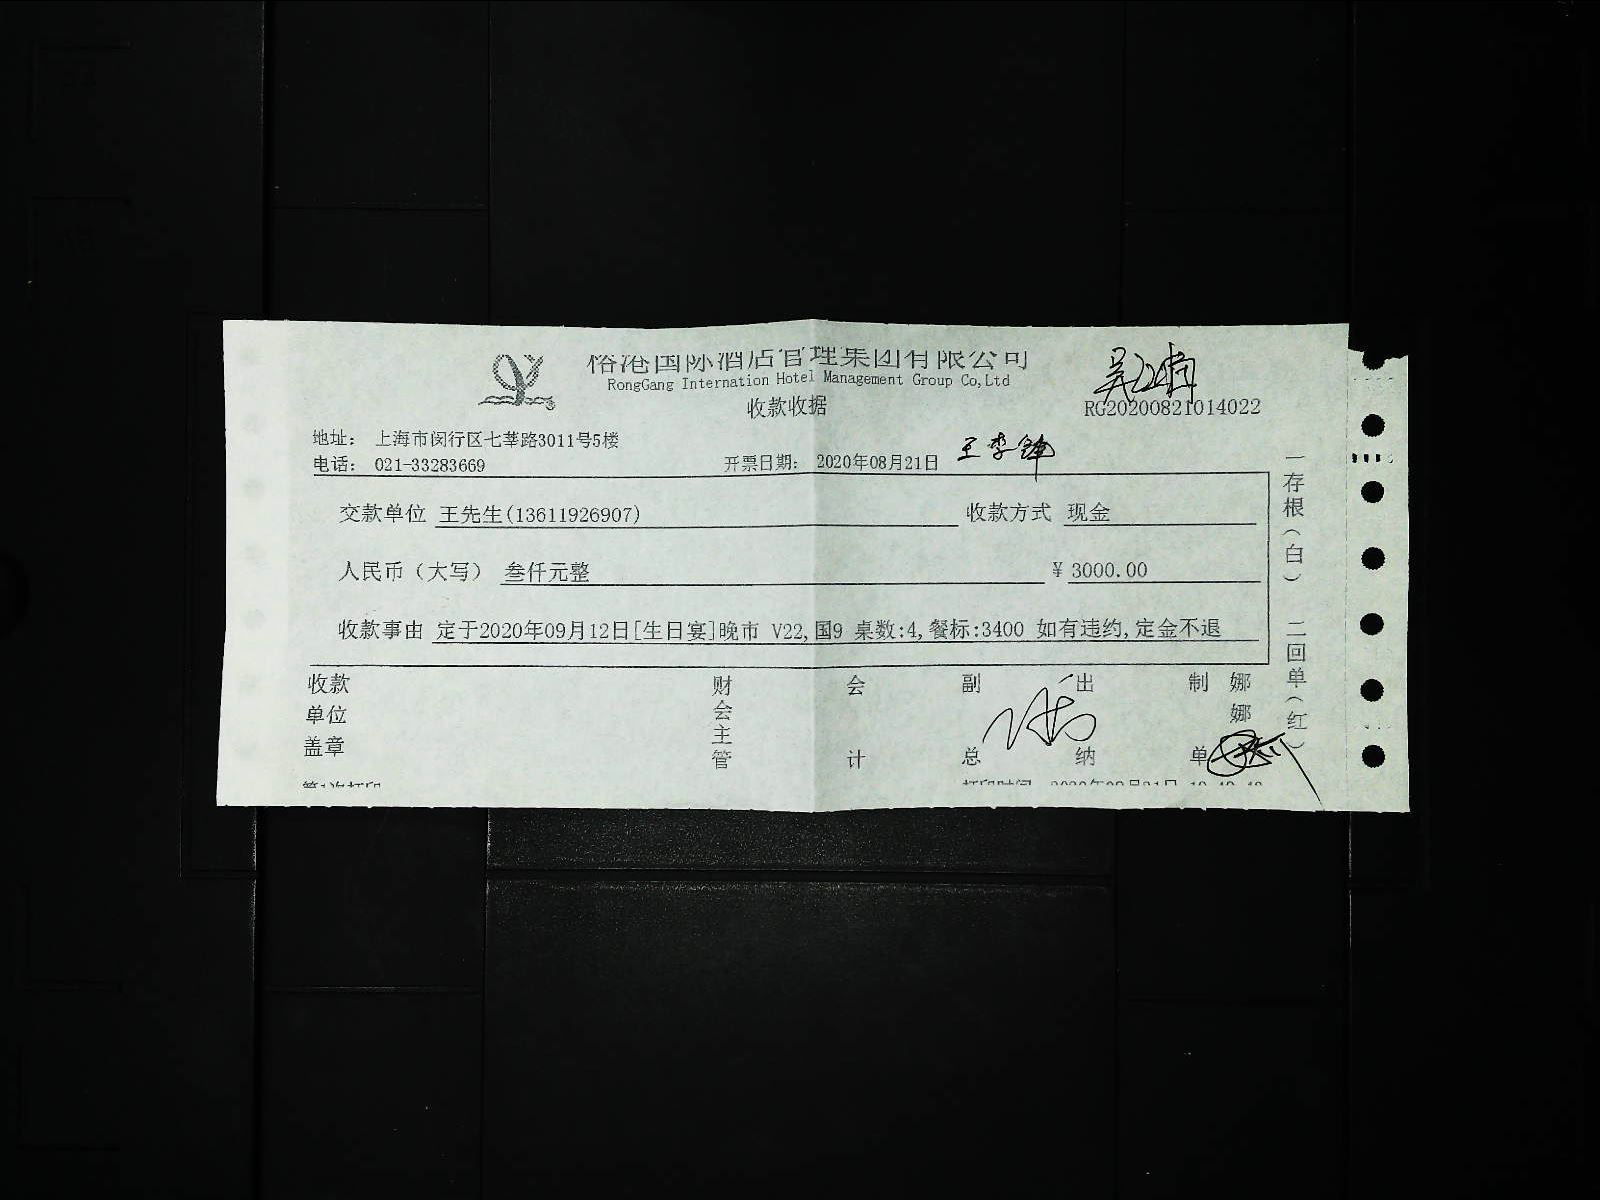 裕港国际酒店管理集团有限公司
RongGang Internation Hotel Management Group Co,Ltd
收款收据
RG20200821014022
地址： 上海市闵行区七莘路3011号5楼
电话： 021-33283669
开票日期： 2020年08月21日
交款单位 王先生(13611926907)
收款方式 现金
人民币（大写） 叁仟元整
¥ 3000.00
收款事由 定于2020年09月12日[生日宴]晚市 V22,国9 桌数:4,餐标:3400 如有违约,定金不退
收款单位盖章
财会主管
会计
副总
出纳
制单
娜娜
一存根（白） 二回单（红）
第1次打印